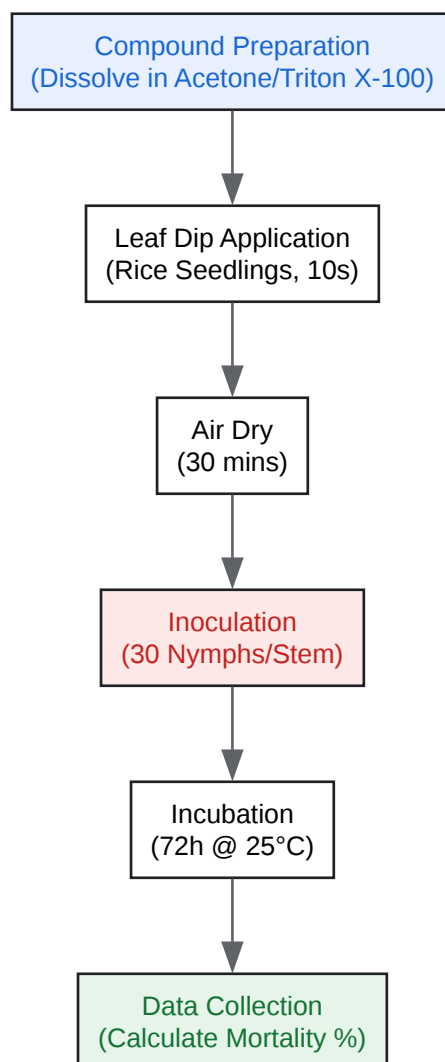 Compound Preparation
(Dissolve in Acetone/Triton X-100)
Leaf Dip Application
(Rice Seedlings, 10s)
Air Dry
(30 mins)
Inoculation
(30 Nymphs/Stem)
Incubation
(72h @ 25°C)
Data Collection
(Calculate Mortality %)